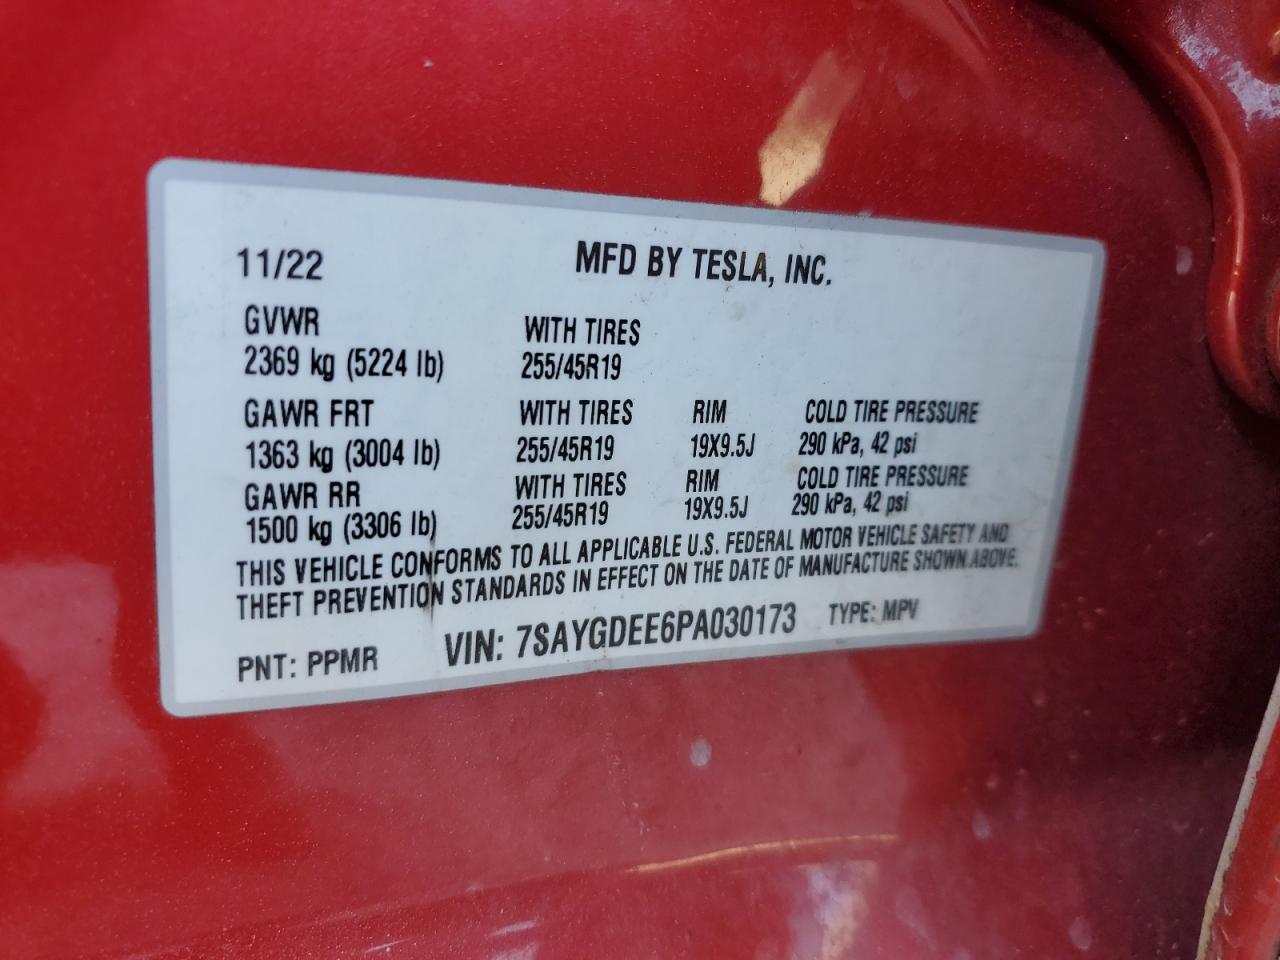 11/22 MFD BY TESLA, INC.
GVWR WITH TIRES
2369 kg (5224 lb) 255/45R19
GAWR FRT WITH TIRES RIM COLD TIRE PRESSURE
1363 kg (3004 lb) 255/45R19 19X9.5J 290 kPa, 42 psi
GAWR RR WITH TIRES RIM COLD TIRE PRESSURE
1500 kg (3306 lb) 255/45R19 19X9.5J 290 kPa, 42 psi
THIS VEHICLE CONFORMS TO ALL APPLICABLE U.S. FEDERAL MOTOR VEHICLE SAFETY AND
THEFT PREVENTION STANDARDS IN EFFECT ON THE DATE OF MANUFACTURE SHOWN ABOVE.
PNT: PPMR VIN: 7SAYGDEE6PA030173 TYPE: MPV